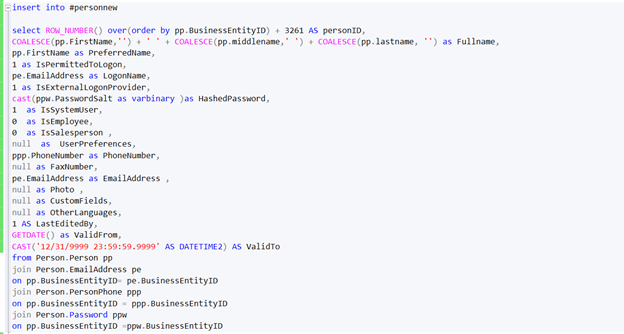 insert into #personnew
select ROW_NUMBER() over(order by pp.BusinessEntityID) + 3261 AS personID,
COALESCE(pp.FirstName,'') + ' ' + COALESCE(pp.middlename,' ') + COALESCE(pp.lastname, '') as Fullname,
pp.FirstName as PreferredName,
1 as IsPermittedToLogon,
pe.EmailAddress as LogonName,
1 as IsExternalLogonProvider,
cast(ppw.PasswordSalt as varbinary )as HashedPassword,
1  as IsSystemUser,
0  as IsEmployee,
0  as IsSalesperson ,
null  as  UserPreferences,
ppp.PhoneNumber as PhoneNumber,
null as FaxNumber,
pe.EmailAddress as EmailAddress ,
null as Photo ,
null as CustomFields,
null as OtherLanguages,
1 AS LastEditedBy,
GETDATE() as ValidFrom,
CAST('12/31/9999 23:59:59.9999' AS DATETIME2) AS ValidTo
from Person.Person pp
join Person.EmailAddress pe
on pp.BusinessEntityID= pe.BusinessEntityID
join Person.PersonPhone ppp
on pp.BusinessEntityID = ppp.BusinessEntityID
join Person.Password ppw
on pp.BusinessEntityID =ppw.BusinessEntityID